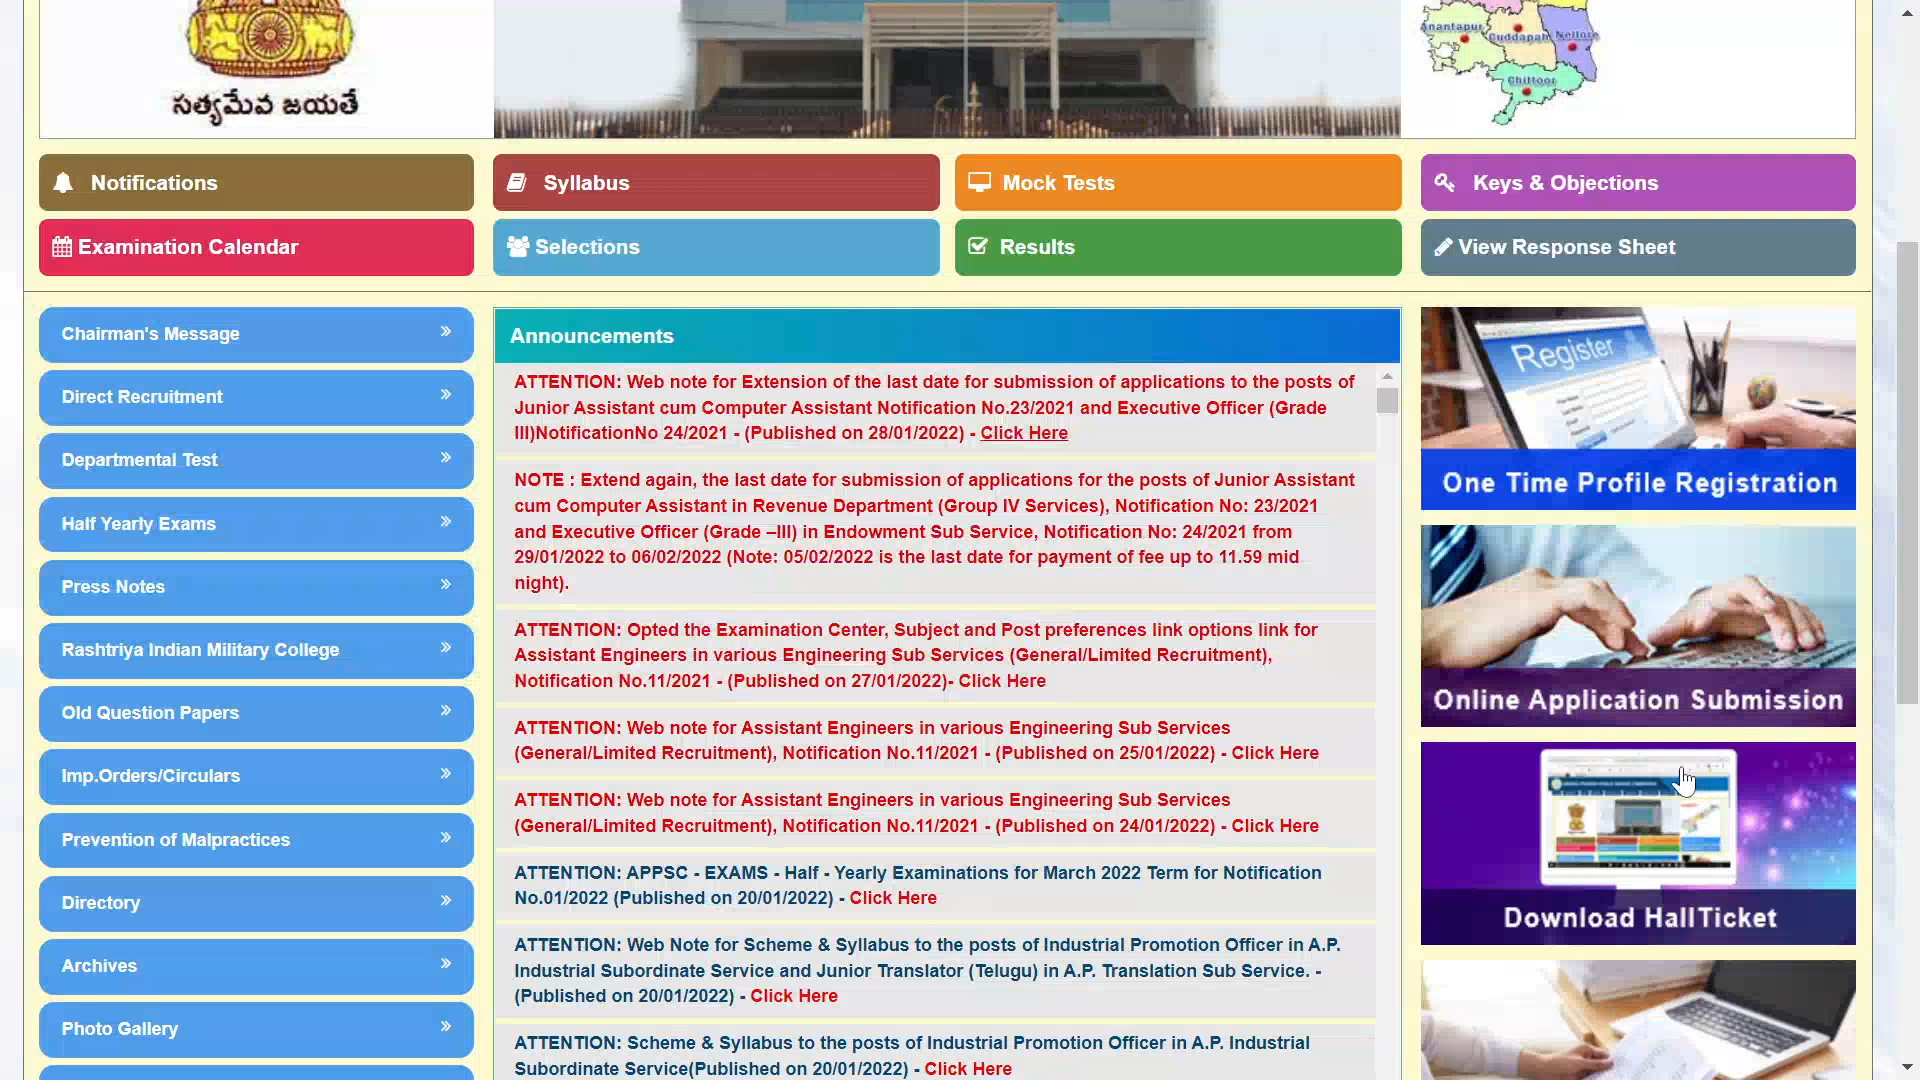 సత్యమేవ జయతే
Anantapur
Cuddapah
Nellore
Chittoor
Notifications
Syllabus
Mock Tests
Keys & Objections
Examination Calendar
Selections
Results
View Response Sheet
Chairman's Message
Direct Recruitment
Departmental Test
Half Yearly Exams
Press Notes
Rashtriya Indian Military College
Old Question Papers
Imp.Orders/Circulars
Prevention of Malpractices
Directory
Archives
Photo Gallery
Announcements
ATTENTION: Web note for Extension of the last date for submission of applications to the posts of
Junior Assistant cum Computer Assistant Notification No.23/2021 and Executive Officer (Grade
III)NotificationNo 24/2021 - (Published on 28/01/2022) - Click Here
NOTE : Extend again, the last date for submission of applications for the posts of Junior Assistant
cum Computer Assistant in Revenue Department (Group IV Services), Notification No: 23/2021
and Executive Officer (Grade –III) in Endowment Sub Service, Notification No: 24/2021 from
29/01/2022 to 06/02/2022 (Note: 05/02/2022 is the last date for payment of fee up to 11.59 mid
night).
ATTENTION: Opted the Examination Center, Subject and Post preferences link options link for
Assistant Engineers in various Engineering Sub Services (General/Limited Recruitment),
Notification No.11/2021 - (Published on 27/01/2022)- Click Here
ATTENTION: Web note for Assistant Engineers in various Engineering Sub Services
(General/Limited Recruitment), Notification No.11/2021 - (Published on 25/01/2022) - Click Here
ATTENTION: Web note for Assistant Engineers in various Engineering Sub Services
(General/Limited Recruitment), Notification No.11/2021 - (Published on 24/01/2022) - Click Here
ATTENTION: APPSC - EXAMS - Half - Yearly Examinations for March 2022 Term for Notification
No.01/2022 (Published on 20/01/2022) - Click Here
ATTENTION: Web Note for Scheme & Syllabus to the posts of Industrial Promotion Officer in A.P.
Industrial Subordinate Service and Junior Translator (Telugu) in A.P. Translation Sub Service. -
(Published on 20/01/2022) - Click Here
ATTENTION: Scheme & Syllabus to the posts of Industrial Promotion Officer in A.P. Industrial
Subordinate Service(Published on 20/01/2022) - Click Here
Register
One Time Profile Registration
Online Application Submission
Download HallTicket